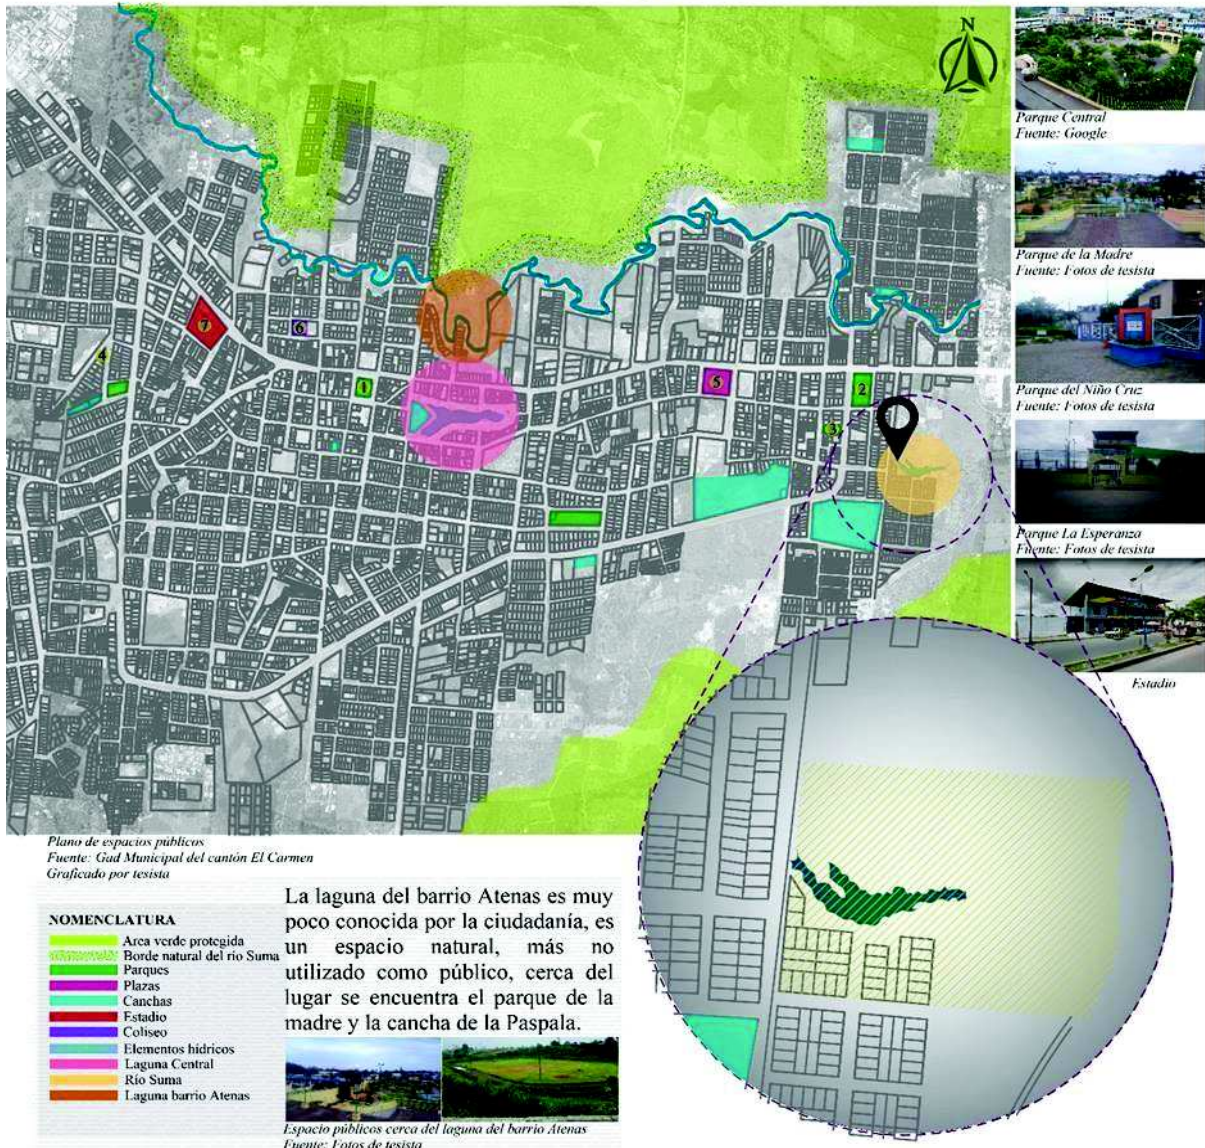 N
Parque Central
Fuente: Google
Parque de la Madre
Fuente: Fotos de tesista
Parque del Niño Cruz
Fuente: Fotos de tesista
Parque La Esperanza
Fuente: Fotos de tesista
Estadio
7
6
4
1
5
2
3
Plano de espacios públicos
Fuente: Gad Municipal del cantón El Carmen
Graficado por tesista
NOMENCLATURA
Area verde protegida
Borde natural del río Suma
Parques
Plazas
Canchas
Estadio
Coliseo
Elementos hídricos
Laguna Central
Río Suma
Laguna barrio Atenas
La laguna del barrio Atenas es muy
poco conocida por la ciudadanía, es
un espacio natural, más no
utilizado como público, cerca del
lugar se encuentra el parque de la
madre y la cancha de la Paspala.
Espacio públicos cerca del laguna del barrio Atenas
Fuente: Fotos de tesista